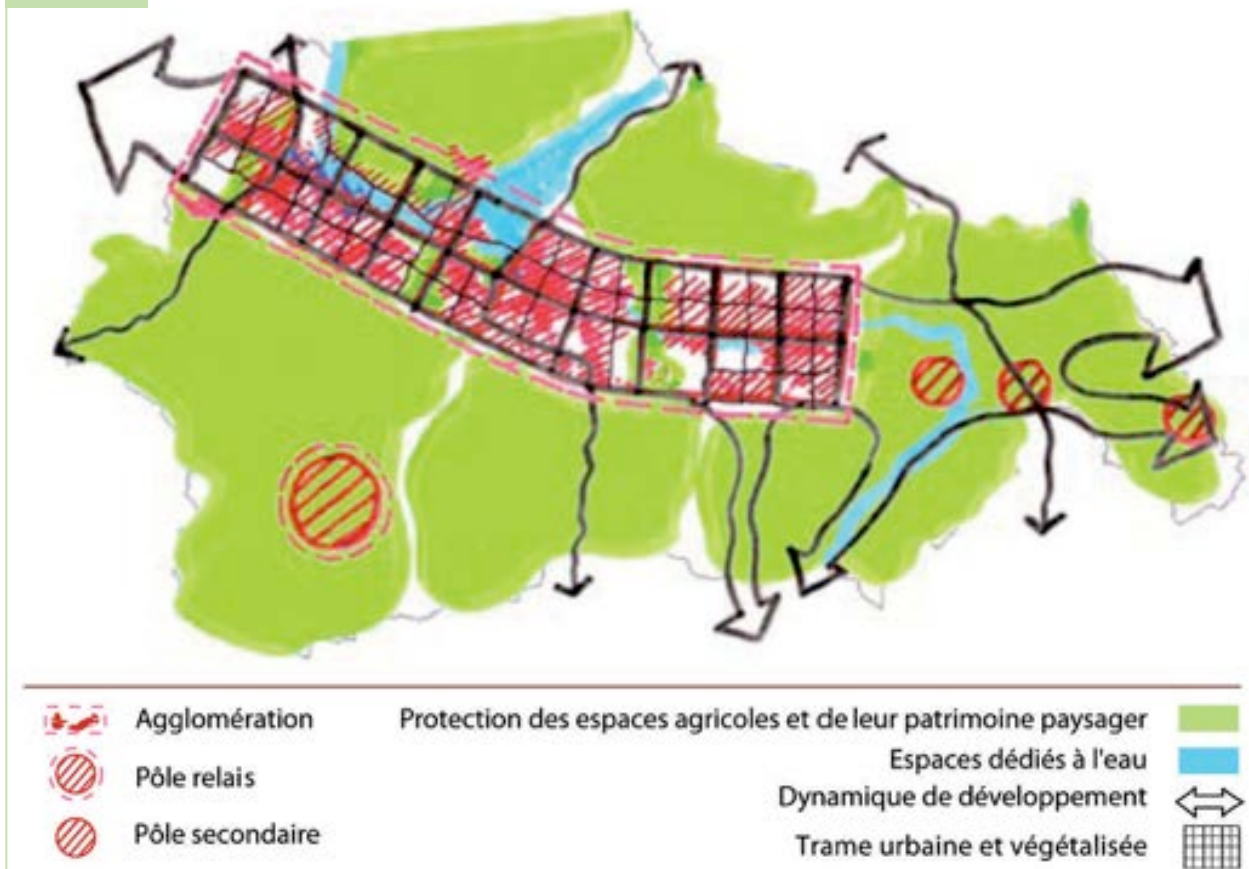 Agglomération
Pôle relais
Pôle secondaire
Protection des espaces agricoles et de leur patrimoine paysager
Espaces dédiés à l'eau
Dynamique de développement
Trame urbaine et végétalisée